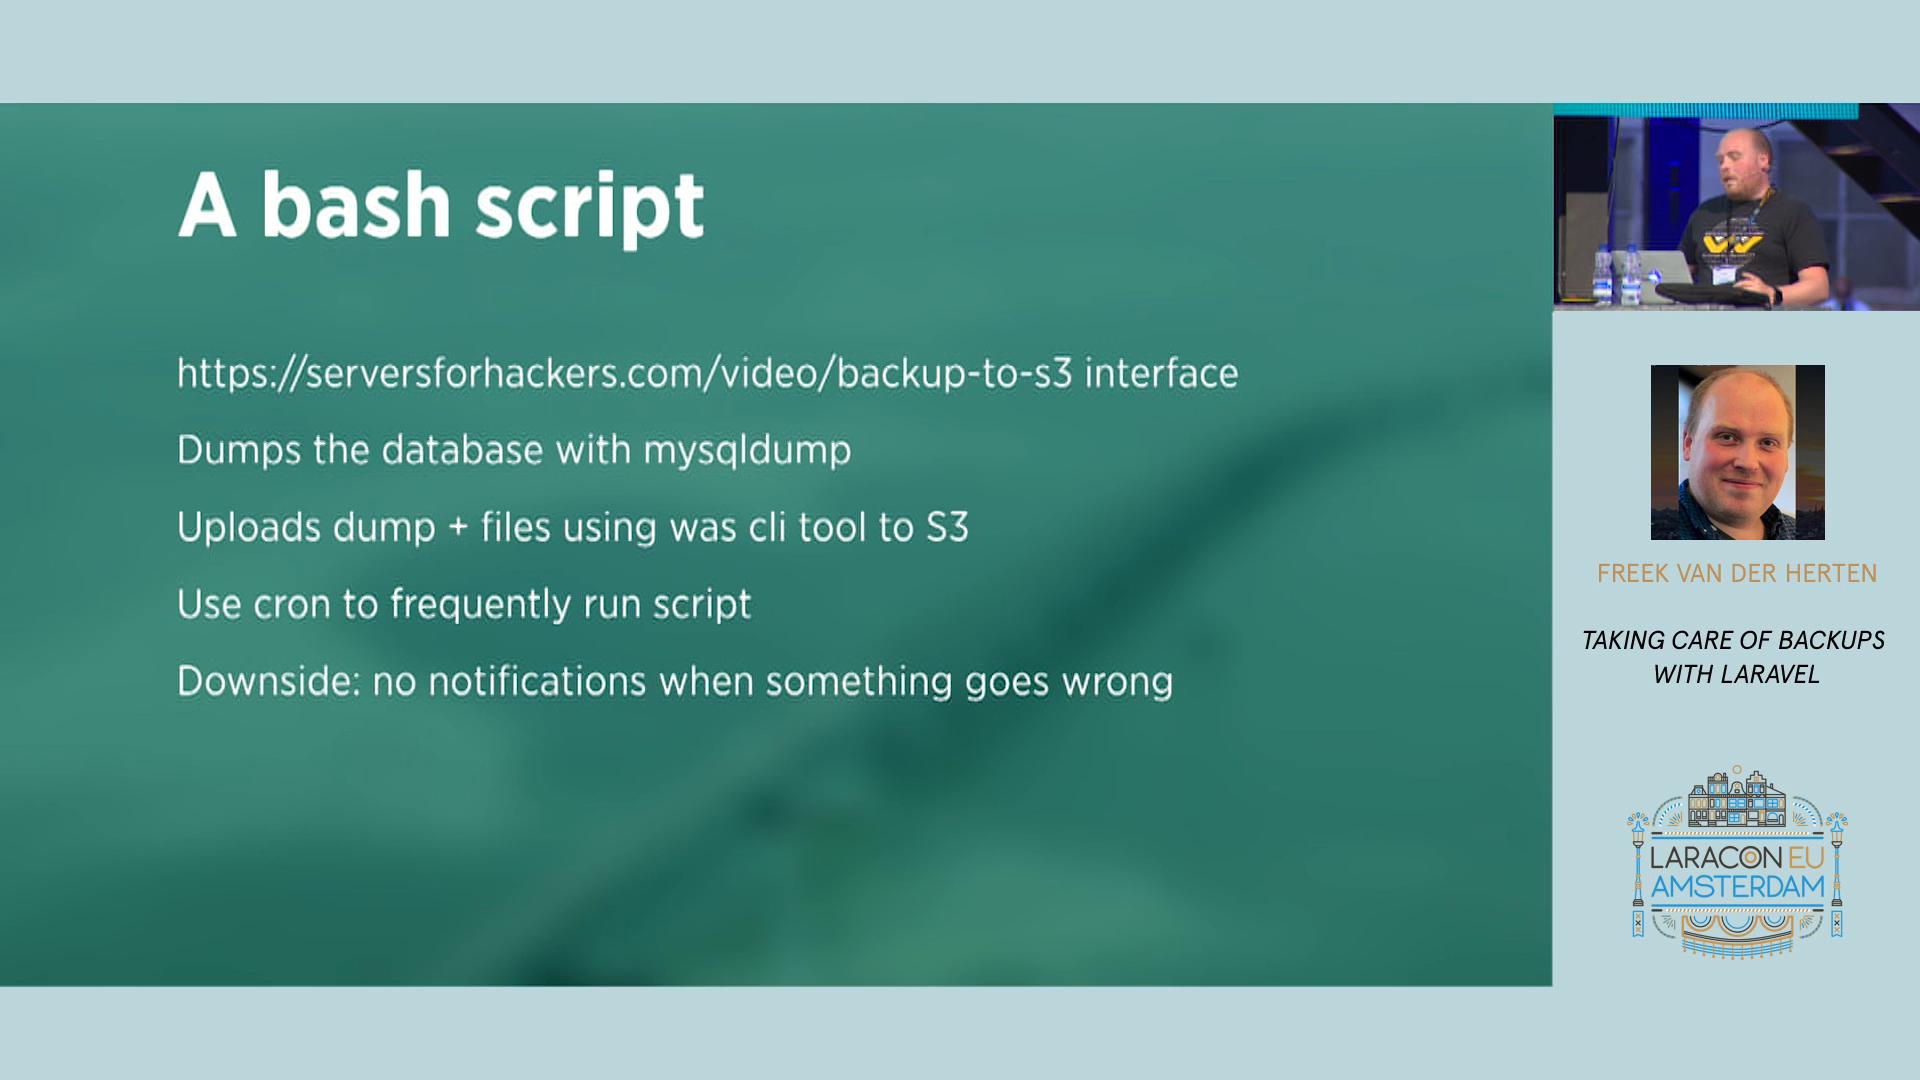 A bash script
https://serversforhackers.com/video/backup-to-s3 interface
Dumps the database with mysqldump
Uploads dump + files using was cli tool to S3
Use cron to frequently run script
Downside: no notifications when something goes wrong
FREEK VAN DER HERTEN
TAKING CARE OF BACKUPS
WITH LARAVEL
LARACON EU
AMSTERDAM